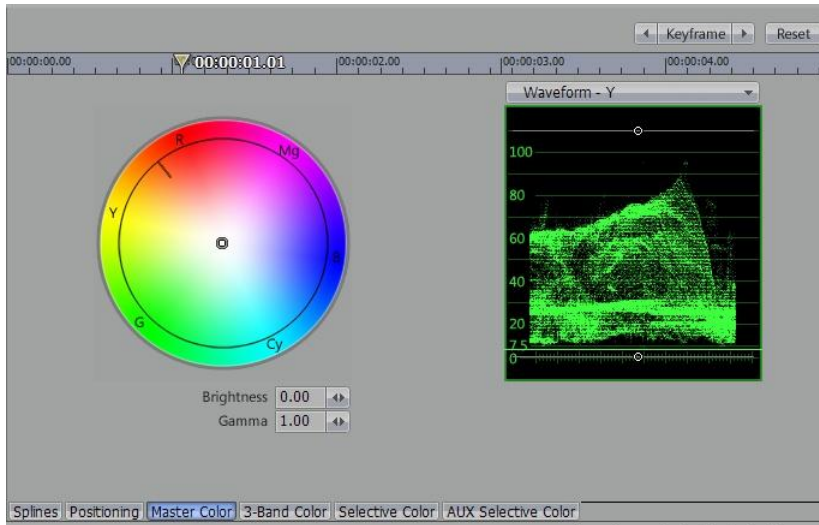 Keyframe Reset
00:00:00.00 00:00:01.01 00:00:02.00 00:00:03.00 00:00:04.00
Waveform - Y
R
Mg
Y
B
G
Cy
100
80
60
40
20
7.5
0
Brightness 0.00
Gamma 1.00
Splines Positioning Master Color 3-Band Color Selective Color AUX Selective Color